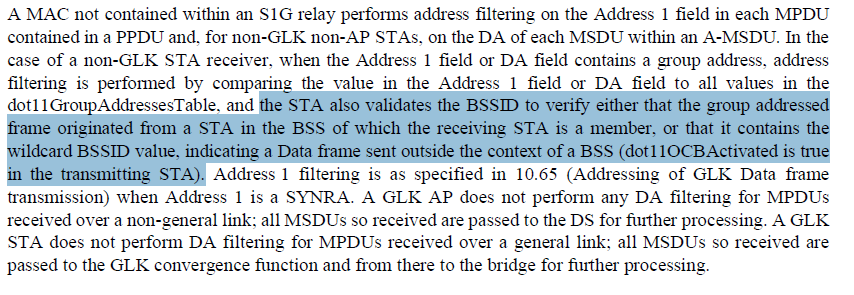 A MAC not contained within an S1G relay performs address filtering on the Address 1 field in each MPDU
contained in a PPDU and, for non-GLK non-AP STAs, on the DA of each MSDU within an A-MSDU. In the
case of a non-GLK STA receiver, when the Address 1 field or DA field contains a group address, address
filtering is performed by comparing the value in the Address 1 field or DA field to all values in the
dot11GroupAddressesTable, and the STA also validates the BSSID to verify either that the group addressed
frame originated from a STA in the BSS of which the receiving STA is a member, or that it contains the
wildcard BSSID value, indicating a Data frame sent outside the context of a BSS (dot11OCBActivated is true
in the transmitting STA). Address 1 filtering is as specified in 10.65 (Addressing of GLK Data frame
transmission) when Address 1 is a SYNRA. A GLK AP does not perform any DA filtering for MPDUs
received over a non-general link; all MSDUs so received are passed to the DS for further processing. A GLK
STA does not perform DA filtering for MPDUs received over a general link; all MSDUs so received are
passed to the GLK convergence function and from there to the bridge for further processing.